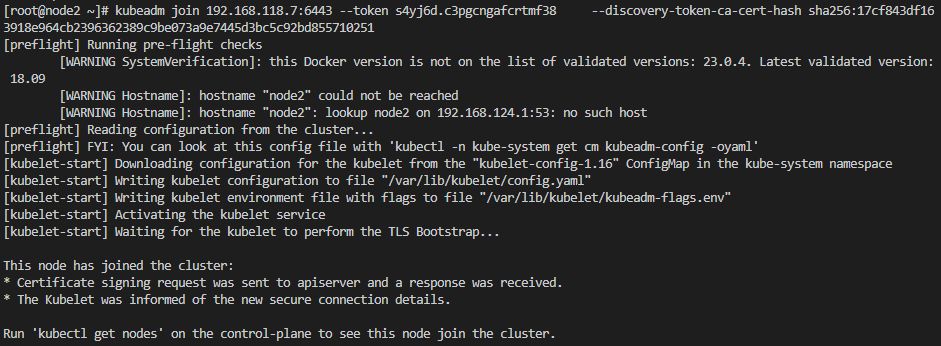 [root@node2 ~]# kubeadm join 192.168.118.7:6443 --token s4yj6d.c3pgcngafcrtmf38     --discovery-token-ca-cert-hash sha256:17cf843df16
3918e964cb2396362389c9be073a9e7445d3bc5c92bd855710251
[preflight] Running pre-flight checks
        [WARNING SystemVerification]: this Docker version is not on the list of validated versions: 23.0.4. Latest validated version:
 18.09
        [WARNING Hostname]: hostname "node2" could not be reached
        [WARNING Hostname]: hostname "node2": lookup node2 on 192.168.124.1:53: no such host
[preflight] Reading configuration from the cluster...
[preflight] FYI: You can look at this config file with 'kubectl -n kube-system get cm kubeadm-config -oyaml'
[kubelet-start] Downloading configuration for the kubelet from the "kubelet-config-1.16" ConfigMap in the kube-system namespace
[kubelet-start] Writing kubelet configuration to file "/var/lib/kubelet/config.yaml"
[kubelet-start] Writing kubelet environment file with flags to file "/var/lib/kubelet/kubeadm-flags.env"
[kubelet-start] Activating the kubelet service
[kubelet-start] Waiting for the kubelet to perform the TLS Bootstrap...

This node has joined the cluster:
* Certificate signing request was sent to apiserver and a response was received.
* The Kubelet was informed of the new secure connection details.

Run 'kubectl get nodes' on the control-plane to see this node join the cluster.